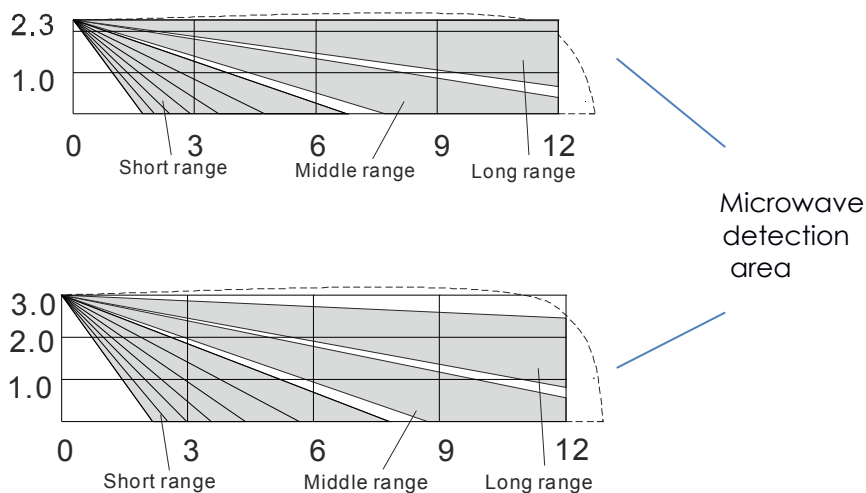 2.3
1.0
0 3 6 9 12
Short range Middle range Long range
Microwave
detection
area
3.0
2.0
1.0
0 3 6 9 12
Short range Middle range Long range